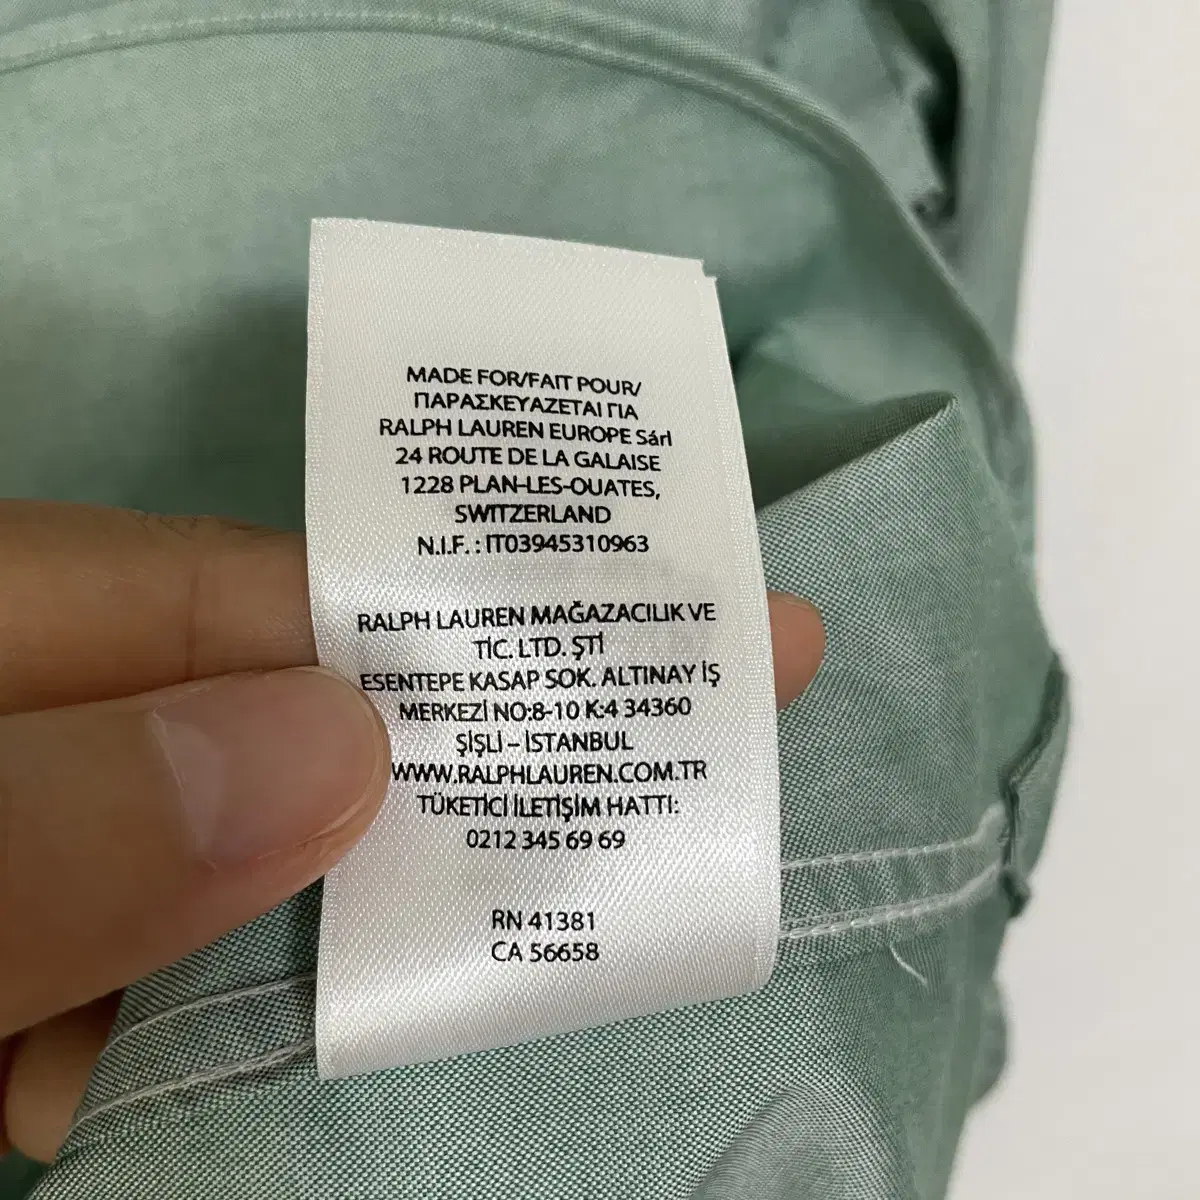 MADE FOR/FAIT POUR/
ΠΑΡΑΣΚΕΥΑΖΕΤΑΙ ΓΙΑ
RALPH LAUREN EUROPE Sárl
24 ROUTE DE LA GALAISE
1228 PLAN-LES-OUATES,
SWITZERLAND
N.I.F. : IT03945310963
RALPH LAUREN MAĞAZACILIK VE
TİC. LTD. ŞTİ
ESENTEPE KASAP SOK. ALTINAY İŞ
MERKEZİ NO:8-10 K:4 34360
ŞİŞLİ – İSTANBUL
WWW.RALPHLAUREN.COM.TR
TÜKETİCİ İLETİŞİM HATTI:
0212 345 69 69
RN 41381
CA 56658